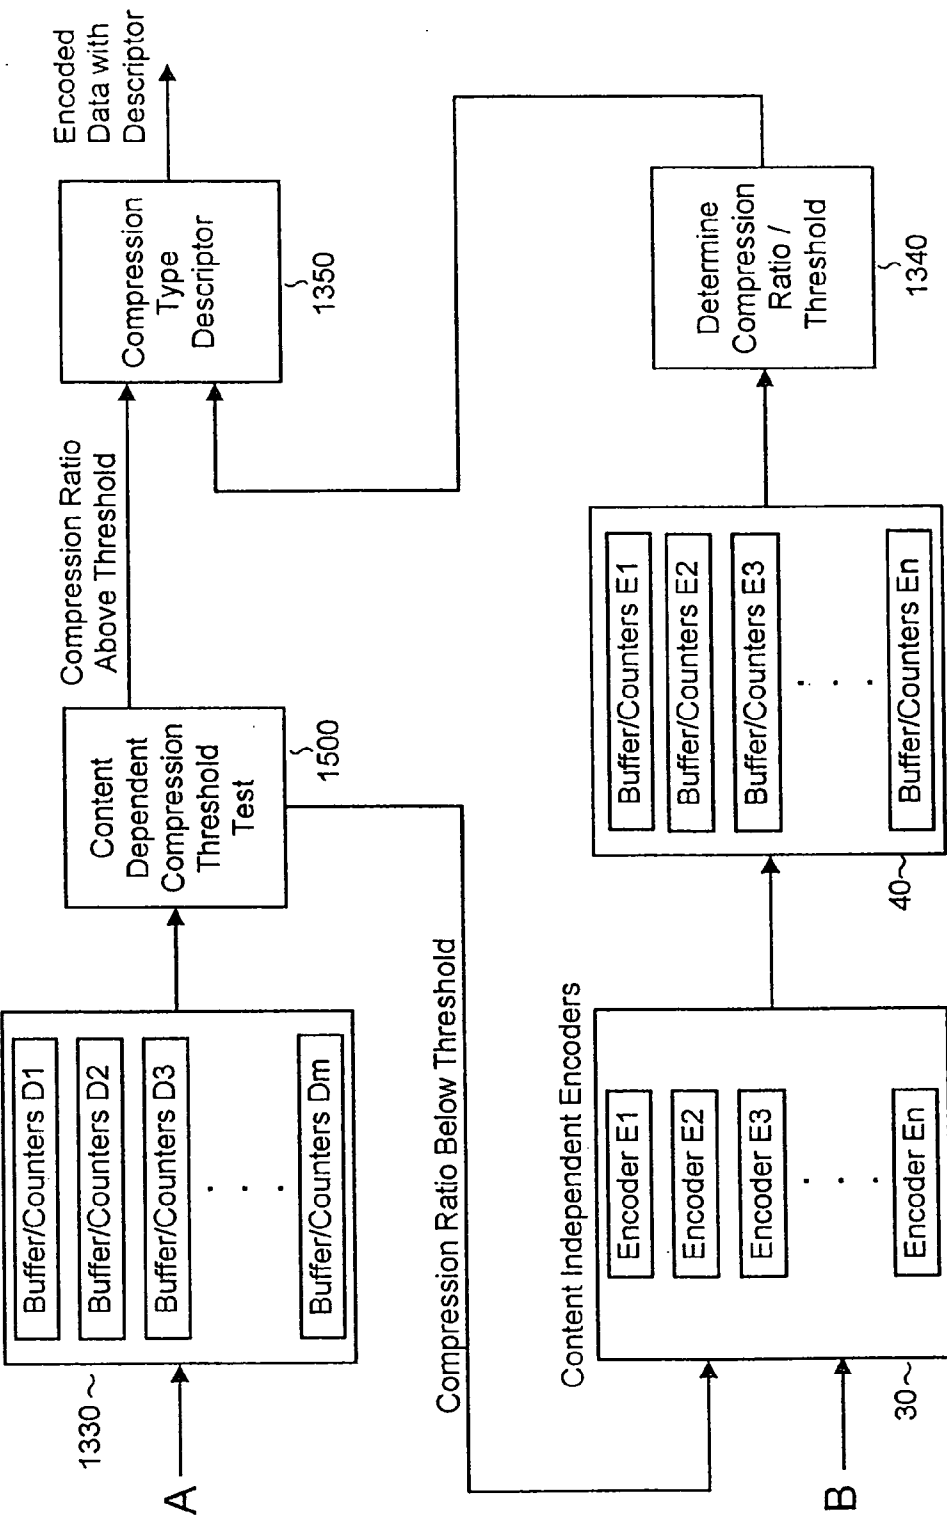 A
1330
Buffer/Counters D1
Buffer/Counters D2
Buffer/Counters D3
. . .
Buffer/Counters Dm
Content
Dependent
Compression
Threshold
Test
1500
Compression Ratio
Above Threshold
Compression
Type
Descriptor
1350
Encoded
Data with
Descriptor
Compression Ratio Below Threshold
Content Independent Encoders
B
30
Encoder E1
Encoder E2
Encoder E3
. . .
Encoder En
40
Buffer/Counters E1
Buffer/Counters E2
Buffer/Counters E3
. . .
Buffer/Counters En
Determine
Compression
Ratio /
Threshold
1340